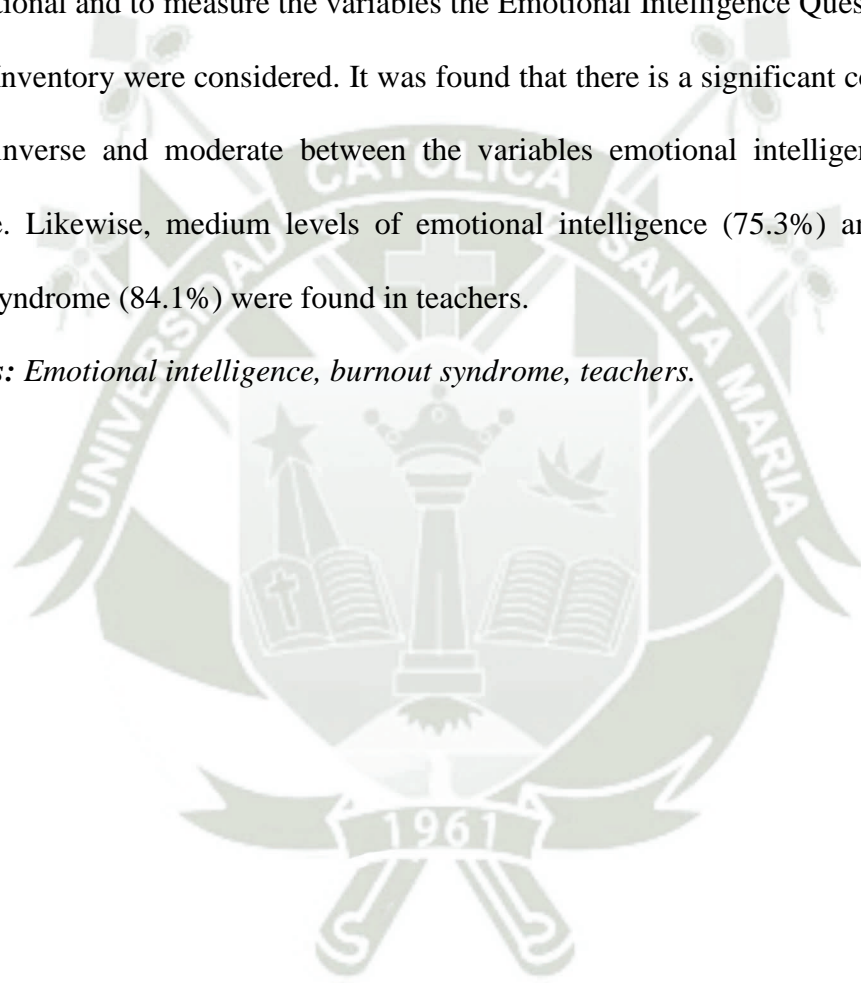 tional and to measure the variables the Emotional Intelligence Ques
Inventory were considered. It was found that there is a significant co
inverse and moderate between the variables emotional intelliger
e. Likewise, medium levels of emotional intelligence (75.3%) an
yndrome (84.1%) were found in teachers.
s: Emotional intelligence, burnout syndrome, teachers.
UNIVERSIDAD CATOLICA SANTA MARIA
1961